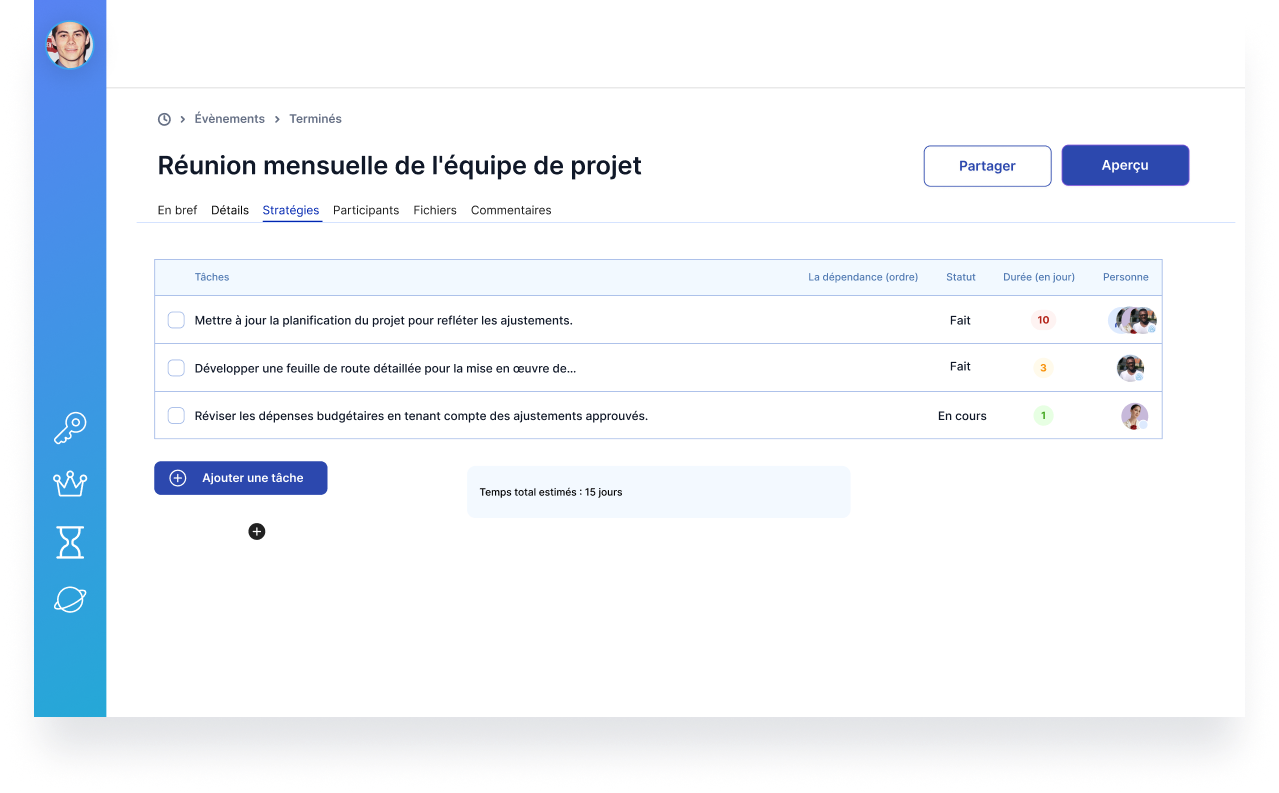 Évènements > Terminés
Réunion mensuelle de l'équipe de projet
Partager
Aperçu
En bref Détails Stratégies Participants Fichiers Commentaires
Tâches La dépendance (ordre) Statut Durée (en jour) Personne
Mettre à jour la planification du projet pour refléter les ajustements. Fait 10
Développer une feuille de route détaillée pour la mise en œuvre de... Fait 3
Réviser les dépenses budgétaires en tenant compte des ajustements approuvés. En cours 1
Ajouter une tâche
Temps total estimés : 15 jours